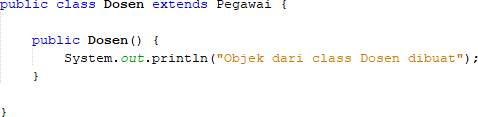 public class Dosen extends Pegawai {
public Dosen() {
System.out.println("Objek dari class Dosen dibuat");
}
}